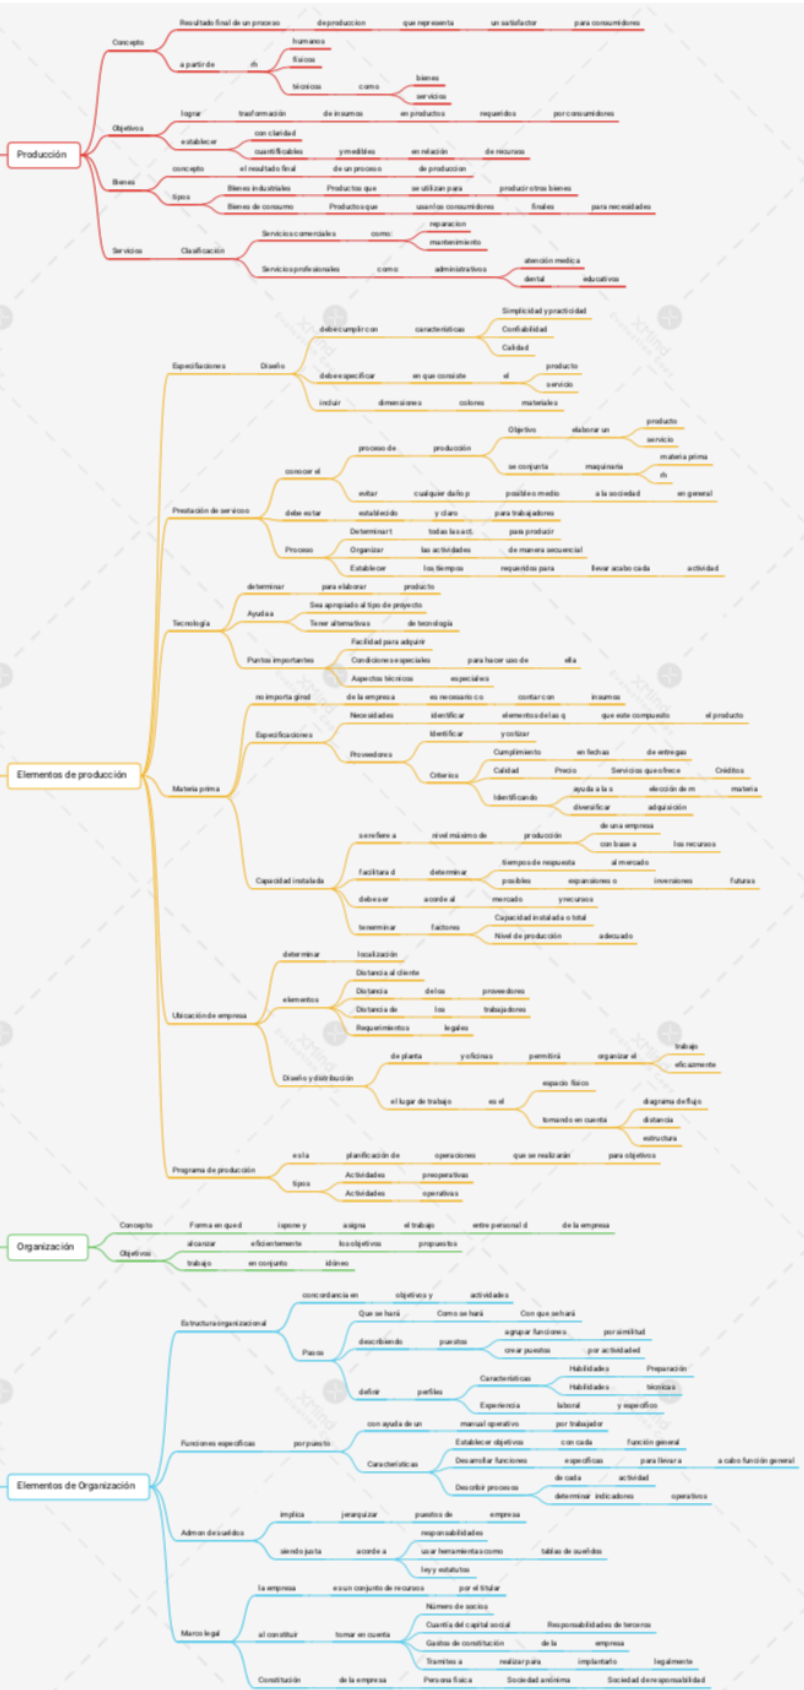 Resultado final de un proceso de produccion que representa un satisfactor para consumidores
Concepto
humanos
a partir de rh
físicos
técnicos como
bienes
servicios
lograr trasformación de insumos en productos requeridos por consumidores
Objetivos
establecer
con claridad
cuantificables y medibles en relación de recursos
Producción
Bienes
concepto el resultado final de un proceso de produccion
tipos
Bienes industriales Productos que se utilizan para producir otros bienes
Bienes de consumo Productos que usan los consumidores finales para necesidades
Servicios Clasificación
Servicios comerciales como:
reparacion
mantenimiento
Servicios profesionales como: administrativos
atención medica
dental educativos
Elementos de producción
Especifiaciones Diseño
debe cumplir con características
Simplicidad y practicidad
Confiabilidad
Calidad
debe especificar en que consiste el
producto
servicio
incluir dimensiones colores materiales
Prestación de servicos
conocer el
proceso de producción
Objetivo elaborar un
producto
servicio
se conjunta maquinaria
materia prima
rh
evitar cualquier daño p posible o medio a la sociedad en general
debe estar establecido y claro para trabajadores
Proceso
Determinar t todas las act. para producir
Organizar las actividades de manera secuencial
Establecer los tiempos requeridos para llevar acabo cada actividad
Tecnología
determinar para elaborar producto
Ayuda a
Sea apropiado al tipo de proyecto
Tener alternativas de tecnología
Puntos importantes
Facilidad para adquirir
Condiciones especiales para hacer uso de ella
Aspectos técnicos especiales
Materia prima
no importa girod de la empresa es necesario co contar con insumos
Especificaciones
Necesidades identificar elementos de las q que este compuesto el producto
Proveedores
Identificar y cotizar
Criterios
Cumplimiento en fechas de entregas
Calidad Precio Servicios que ofrece Créditos
Identificando
ayuda a la s elección de m materia
diversificar adquisición
Capacidad instalada
se refiere a nivel máximo de producción
de una empresa
con base a los recursos
facilitara d determinar
tiempos de respuesta al mercado
posibles expansiones o inversiones futuras
debe ser acorde al mercado y recursos
tenerminar factores
Capacidad instalada o total
Nivel de producción adecuado
Ubicación de empresa
determinar localización
elementos
Distancia al cliente
Distancia de los proveedores
Distancia de los trabajadores
Requerimientos legales
Diseño y distribución
de planta y oficinas permitirá organizar el
trabajo
eficazmente
el lugar de trabajo es el
espacio físico
tomando en cuenta
diagrama de flujo
distancia
estructura
Programa de producción
es la planificación de operaciones que se realizarán para objetivos
tipos
Actividades preoperativas
Actividades operativas
Organización
Concepto Forma en que d ispone y asigna el trabajo entre personal d de la empresa
Objetivos
alcanzar eficientemente los objetivos propuestos
trabajo en conjunto idóneo
Elementos de Organización
Estructura organizacional
concordancia en objetivos y actividades
Pasos
Que se hará Como se hará Con que se hará
describiendo puestos
agrupar funciones por similitud
crear puestos por actividaded
definir perfiles
Características
Habilidades Preparación
Habilidades técnicas
Experiencia laboral y especifico
Funciones especificas por puesto
con ayuda de un manual operativo por trabajador
Características
Establecer objetivos con cada función general
Desarrollar funciones especificas para llevar a a cabo función general
Describir procesos
de cada actividad
determinar indicadores operativos
Admon de sueldos
implica jerarquizar puestos de empresa
siendo justa acorde a
responsabilidades
usar herramientas como tablas de sueldos
ley y estatutos
Marco legal
la empresa es un conjunto de recursos por el titular
al constituir tomar en cuenta
Número de socios
Cuantía del capital social Responsabilidades de terceros
Gastos de constitución de la empresa
Tramites a realizar para implantarlo legalmente
Constitución de la empresa Persona física Sociedad anónima Sociedad de responsabilidad